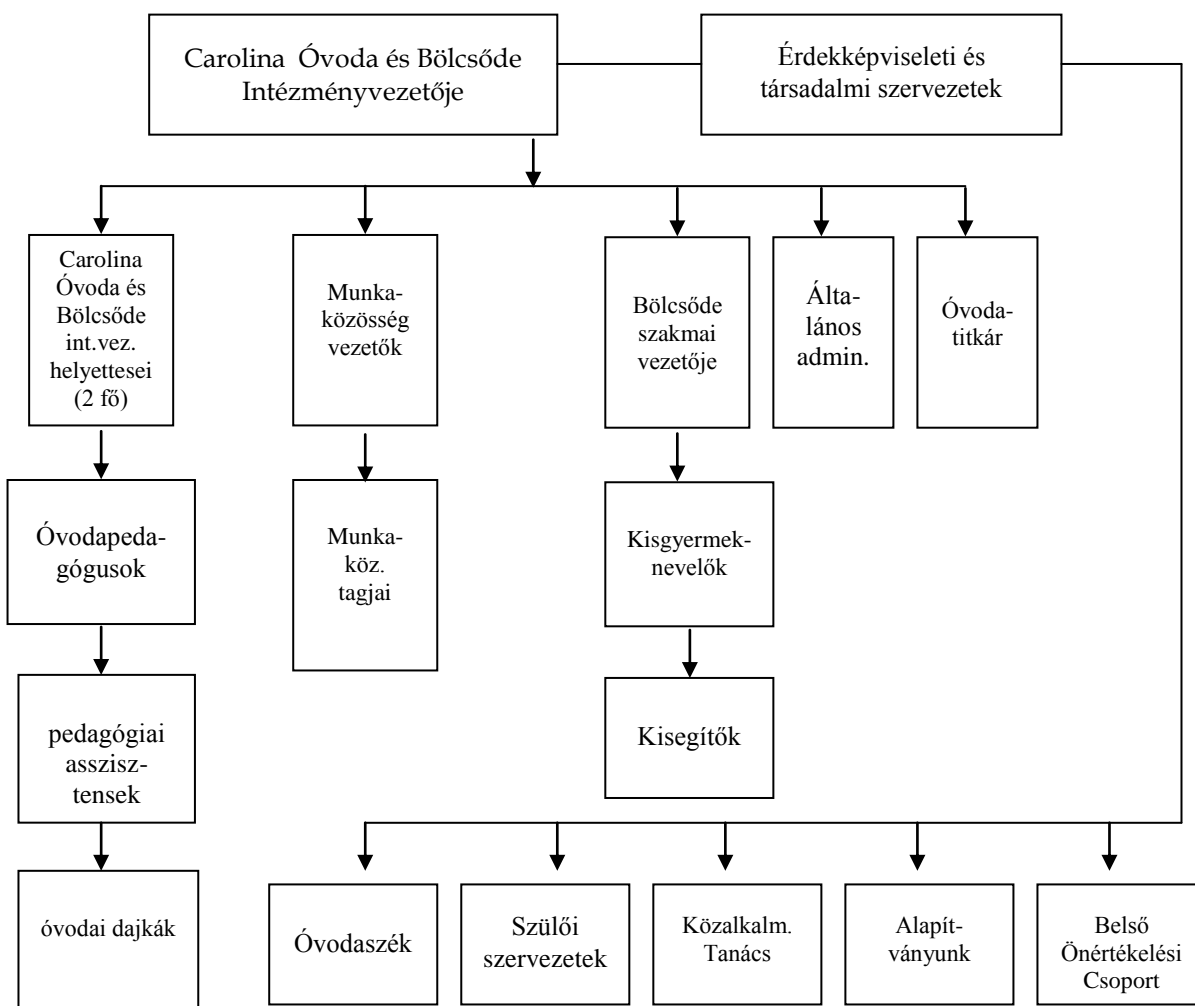 Carolina Óvoda és Bölcsőde
Intézményvezetője
Érdekképviseleti és
társadalmi szervezetek
Carolina
Óvoda és
Bölcsőde
int.vez.
helyettesei
(2 fő)
Munka-
közösség
vezetők
Bölcsőde
szakmai
vezetője
Álta-
lános
admin.
Óvoda-
titkár
Óvodapeda-
gógusok
Munka-
köz.
tagjai
Kisgyermek-
nevelők
pedagógiai
asszisz-
tensek
Kisegítők
óvodai dajkák
Óvodaszék
Szülői
szervezetek
Közalkalm.
Tanács
Alapít-
ványunk
Belső
Önértékelési
Csoport